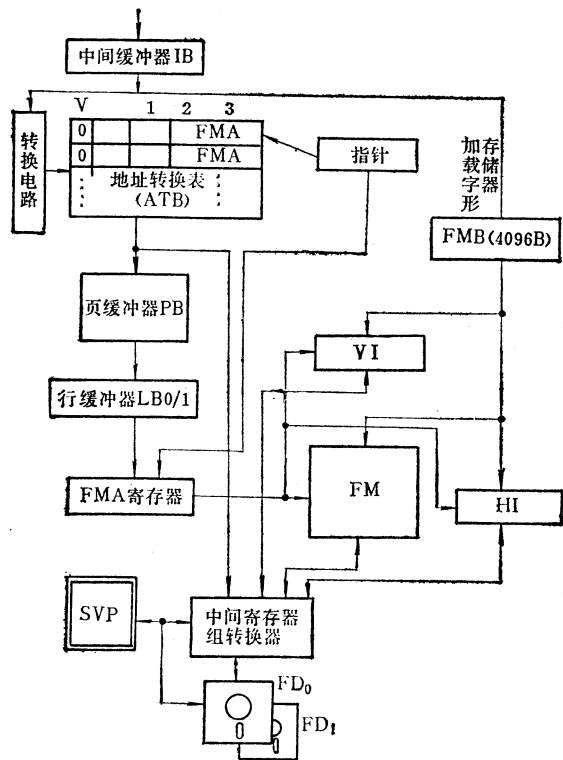 中间缓冲器IB
V 1 2 3
0 FMA
0 FMA
地址转换表
(ATB)
转换电路
指针
存储器
加载字形
FMB(4096B)
页缓冲器PB
VI
行缓冲器LB0/1
FM
FMA寄存器
HI
SVP
中间寄存器
组转换器
FD₀
FD₁